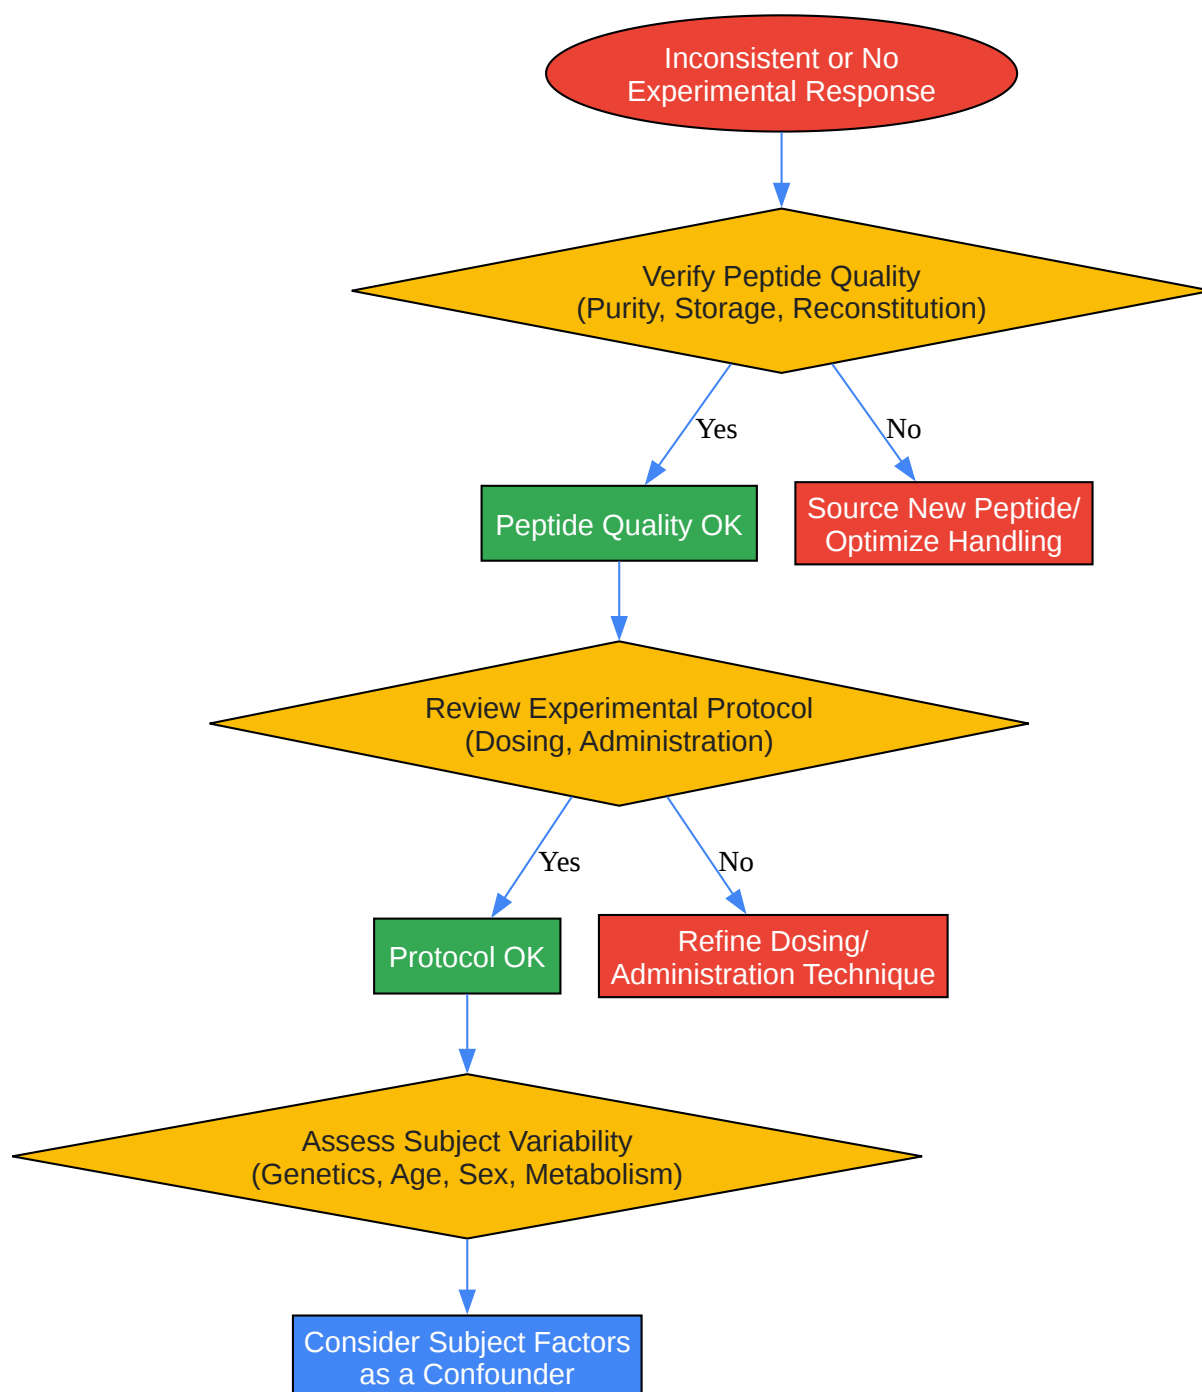 Inconsistent or No
Experimental Response
Verify Peptide Quality
(Purity, Storage, Reconstitution)
Yes
No
Peptide Quality OK
Source New Peptide/
Optimize Handling
Review Experimental Protocol
(Dosing, Administration)
Yes
No
Protocol OK
Refine Dosing/
Administration Technique
Assess Subject Variability
(Genetics, Age, Sex, Metabolism)
Consider Subject Factors
as a Confounder